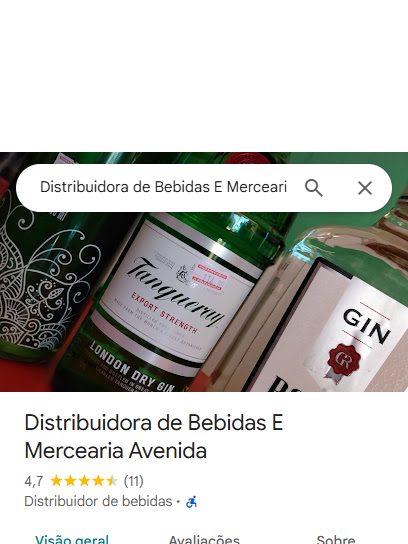 Distribuidora de Bebidas E Merceari
Tanqueray
EXPORT STRENGTH
LONDON DRY GIN
GIN
GR
Distribuidora de Bebidas E
Mercearia Avenida
4,7 (11)
Distribuidor de bebidas •
Visão geral Avaliações Sobre